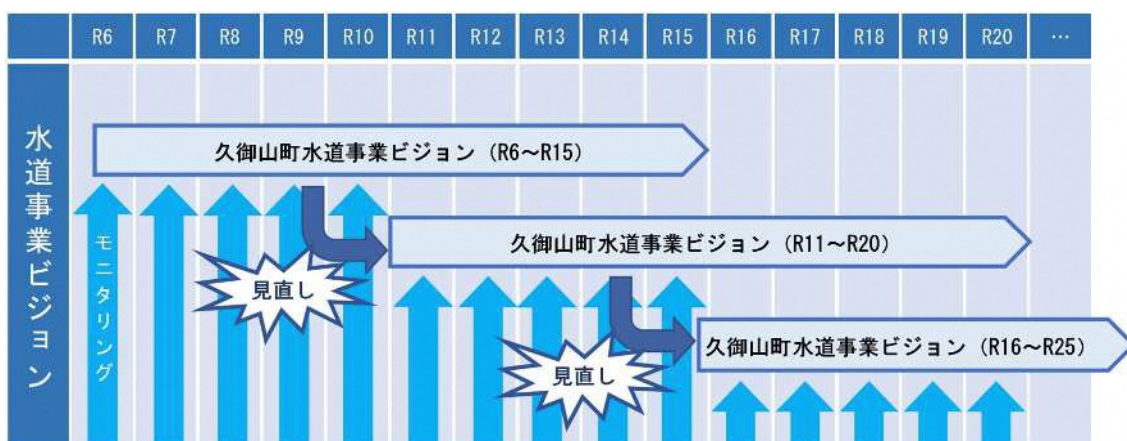 R6 R7 R8 R9 R10 R11 R12 R13 R14 R15 R16 R17 R18 R19 R20 …
水道事業ビジョン
久御山町水道事業ビジョン（R6～R15）
モニタリング
久御山町水道事業ビジョン（R11～R20）
見直し
久御山町水道事業ビジョン（R16～R25）
見直し